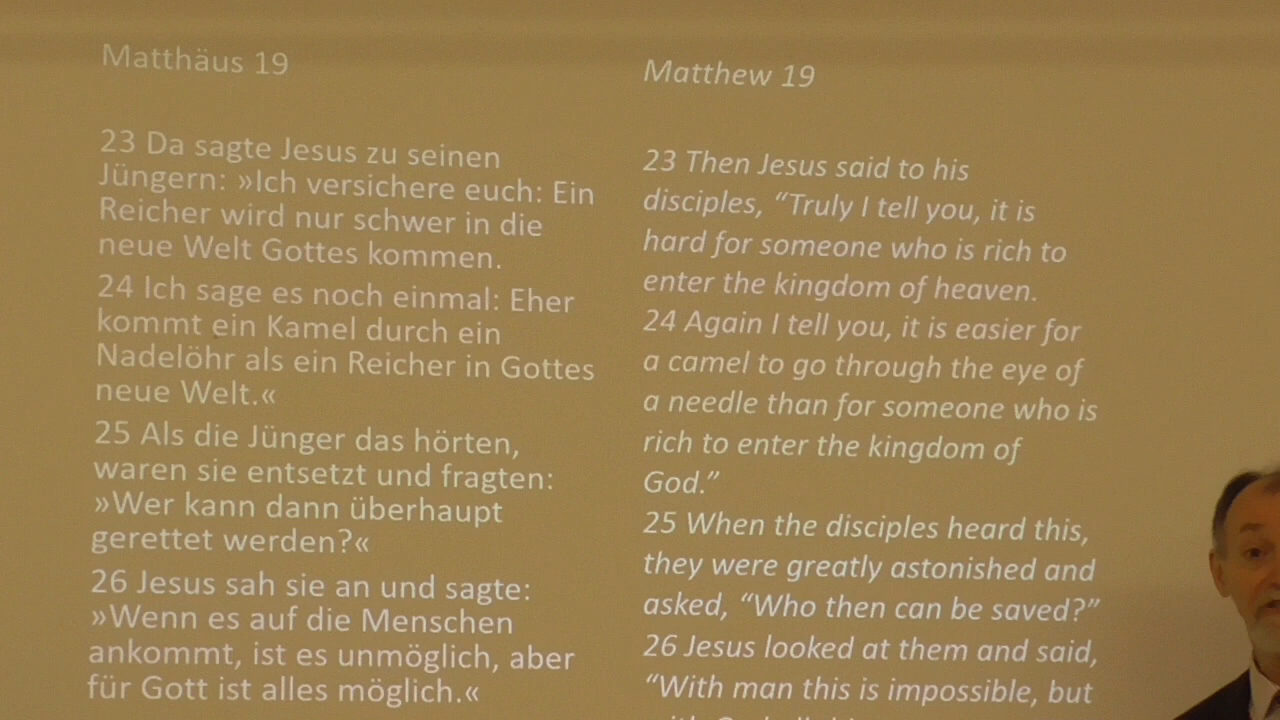 Matthäus 19
23 Da sagte Jesus zu seinen
Jüngern: »Ich versichere euch: Ein
Reicher wird nur schwer in die
neue Welt Gottes kommen.
24 Ich sage es noch einmal: Eher
kommt ein Kamel durch ein
Nadelöhr als ein Reicher in Gottes
neue Welt.«
25 Als die Jünger das hörten,
waren sie entsetzt und fragten:
»Wer kann dann überhaupt
gerettet werden?«
26 Jesus sah sie an und sagte:
»Wenn es auf die Menschen
ankommt, ist es unmöglich, aber
für Gott ist alles möglich.«
Matthew 19
23 Then Jesus said to his
disciples, “Truly I tell you, it is
hard for someone who is rich to
enter the kingdom of heaven.
24 Again I tell you, it is easier for
a camel to go through the eye of
a needle than for someone who is
rich to enter the kingdom of
God.”
25 When the disciples heard this,
they were greatly astonished and
asked, “Who then can be saved?”
26 Jesus looked at them and said,
“With man this is impossible, but